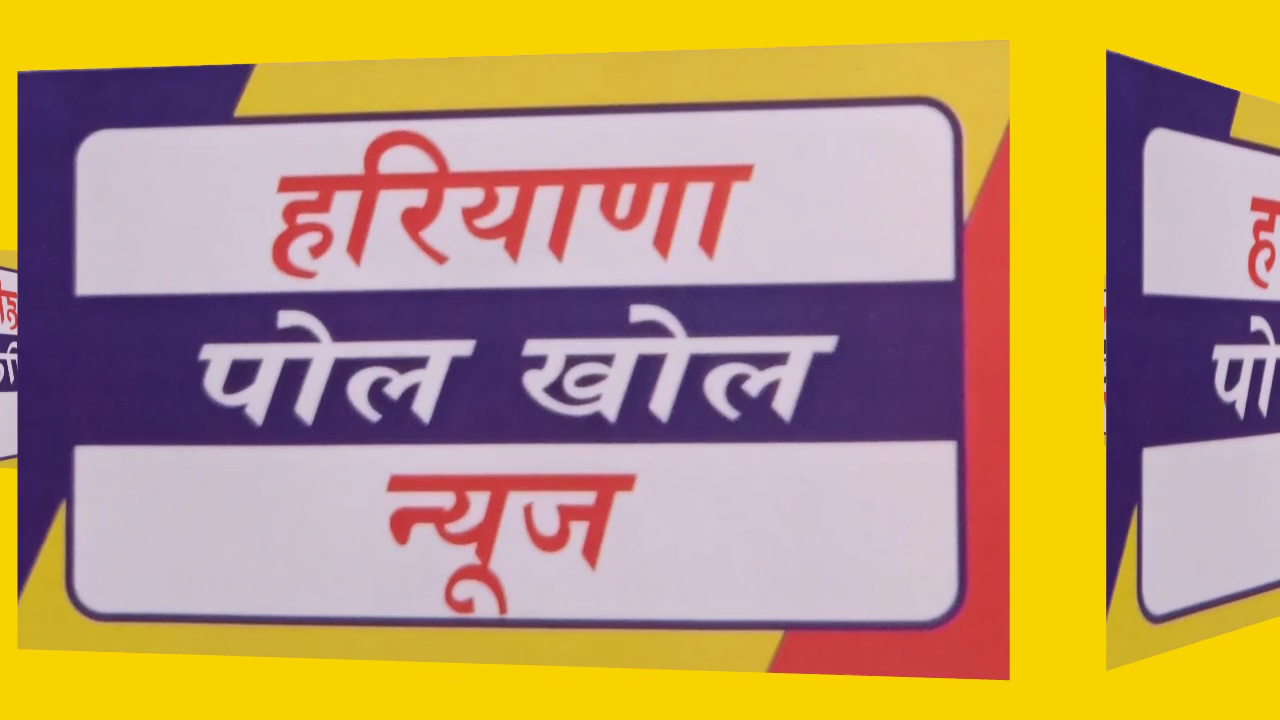 हरियाणा
पोल खोल
न्यूज
ह
पो